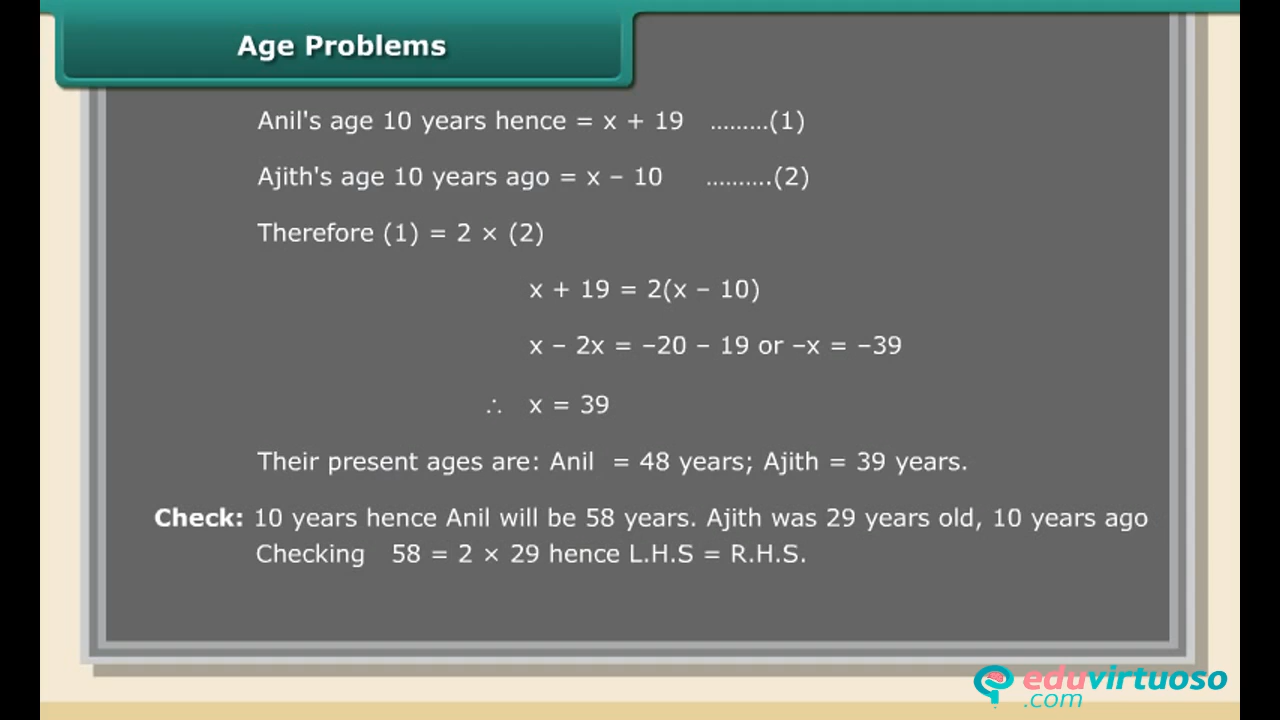 Age Problems
Anil's age 10 years hence = x + 19 .........(1)
Ajith's age 10 years ago = x – 10 ..........(2)
Therefore (1) = 2 × (2)
x + 19 = 2(x – 10)
x – 2x = –20 – 19 or –x = –39
∴ x = 39
Their present ages are: Anil = 48 years; Ajith = 39 years.
Check: 10 years hence Anil will be 58 years. Ajith was 29 years old, 10 years ago
Checking 58 = 2 × 29 hence L.H.S = R.H.S.
eduvirtuoso
.com